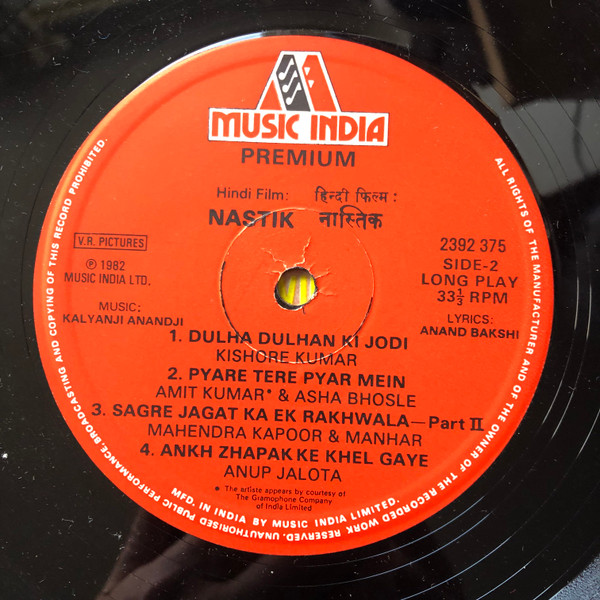 MUSIC INDIA
PREMIUM
Hindi Film: हिन्दी फिल्म :
NASTIK नास्तिक
V.R. PICTURES
℗ 1982
MUSIC INDIA LTD.
2392 375
SIDE-2
LONG PLAY
33⅓ RPM
MUSIC:
KALYANJI ANANDJI
LYRICS:
ANAND BAKSHI
1. DULHA DULHAN KI JODI
KISHORE KUMAR
2. PYARE TERE PYAR MEIN
AMIT KUMAR* & ASHA BHOSLE
3. SAGRE JAGAT KA EK RAKHWALA—Part II
MAHENDRA KAPOOR & MANHAR
4. ANKH ZHAPAK KE KHEL GAYE
ANUP JALOTA
* The artiste appears by courtesy of
The Gramophone Company
of India Limited
MFD. IN INDIA BY MUSIC INDIA LIMITED.
ALL RIGHTS OF THE MANUFACTURER AND OF THE OWNER OF THE RECORDED WORK RESERVED. UNAUTHORISED PUBLIC PERFORMANCE, BROADCASTING AND COPYING OF THIS RECORD PROHIBITED.